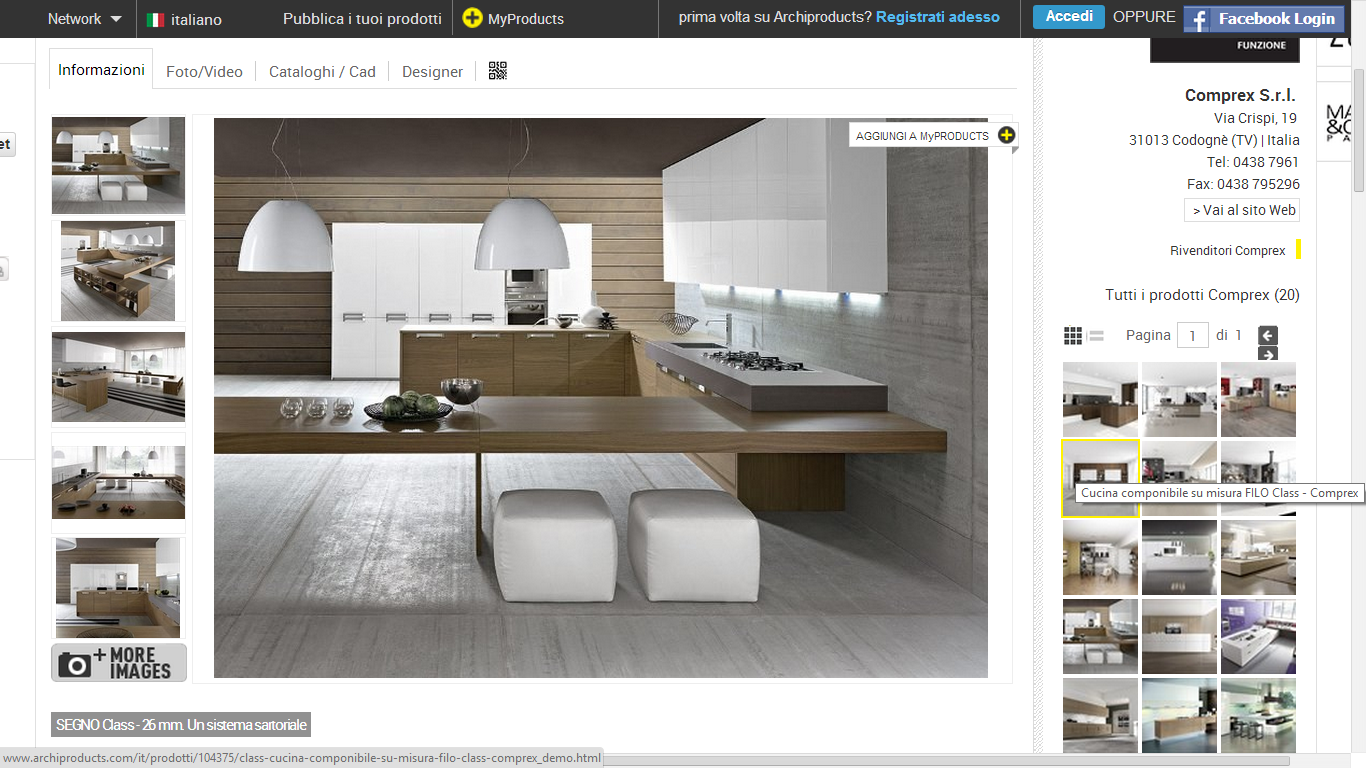 Network
italiano
Pubblica i tuoi prodotti
MyProducts
prima volta su Archiproducts? Registrati adesso
Accedi
OPPURE
Facebook Login
Informazioni
Foto/Video
Cataloghi / Cad
Designer
et
AGGIUNGI A MyPRODUCTS
+ MORE
IMAGES
SEGNO Class - 26 mm. Un sistema sartoriale
FUNZIONE
Comprex S.r.l.
Via Crispi, 19
31013 Codognè (TV) | Italia
Tel: 0438 7961
Fax: 0438 795296
> Vai al sito Web
Rivenditori Comprex
Tutti i prodotti Comprex (20)
Pagina 1 di 1
Cucina componibile su misura FILO Class - Comprex
www.archiproducts.com/it/prodotti/104375/class-cucina-componibile-su-misura-filo-class-comprex_demo.html